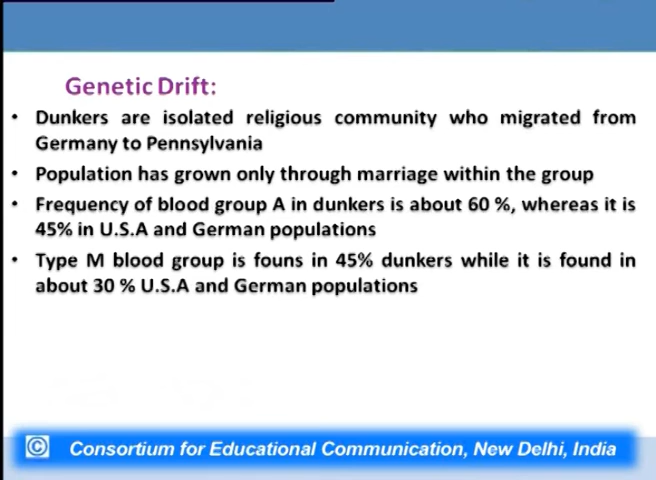 Genetic Drift:
• Dunkers are isolated religious community who migrated from
Germany to Pennsylvania
• Population has grown only through marriage within the group
• Frequency of blood group A in dunkers is about 60 %, whereas it is
45% in U.S.A and German populations
• Type M blood group is founs in 45% dunkers while it is found in
about 30 % U.S.A and German populations
© Consortium for Educational Communication, New Delhi, India